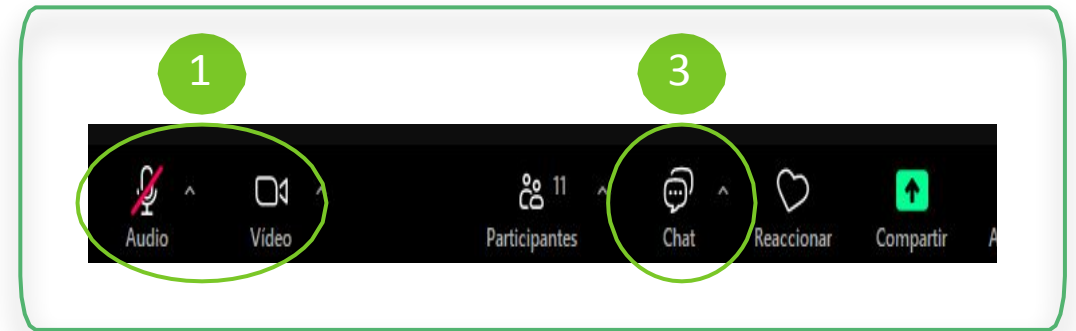 1
3
11
Audio
Vídeo
Participantes
Chat
Reaccionar
Compartir
A